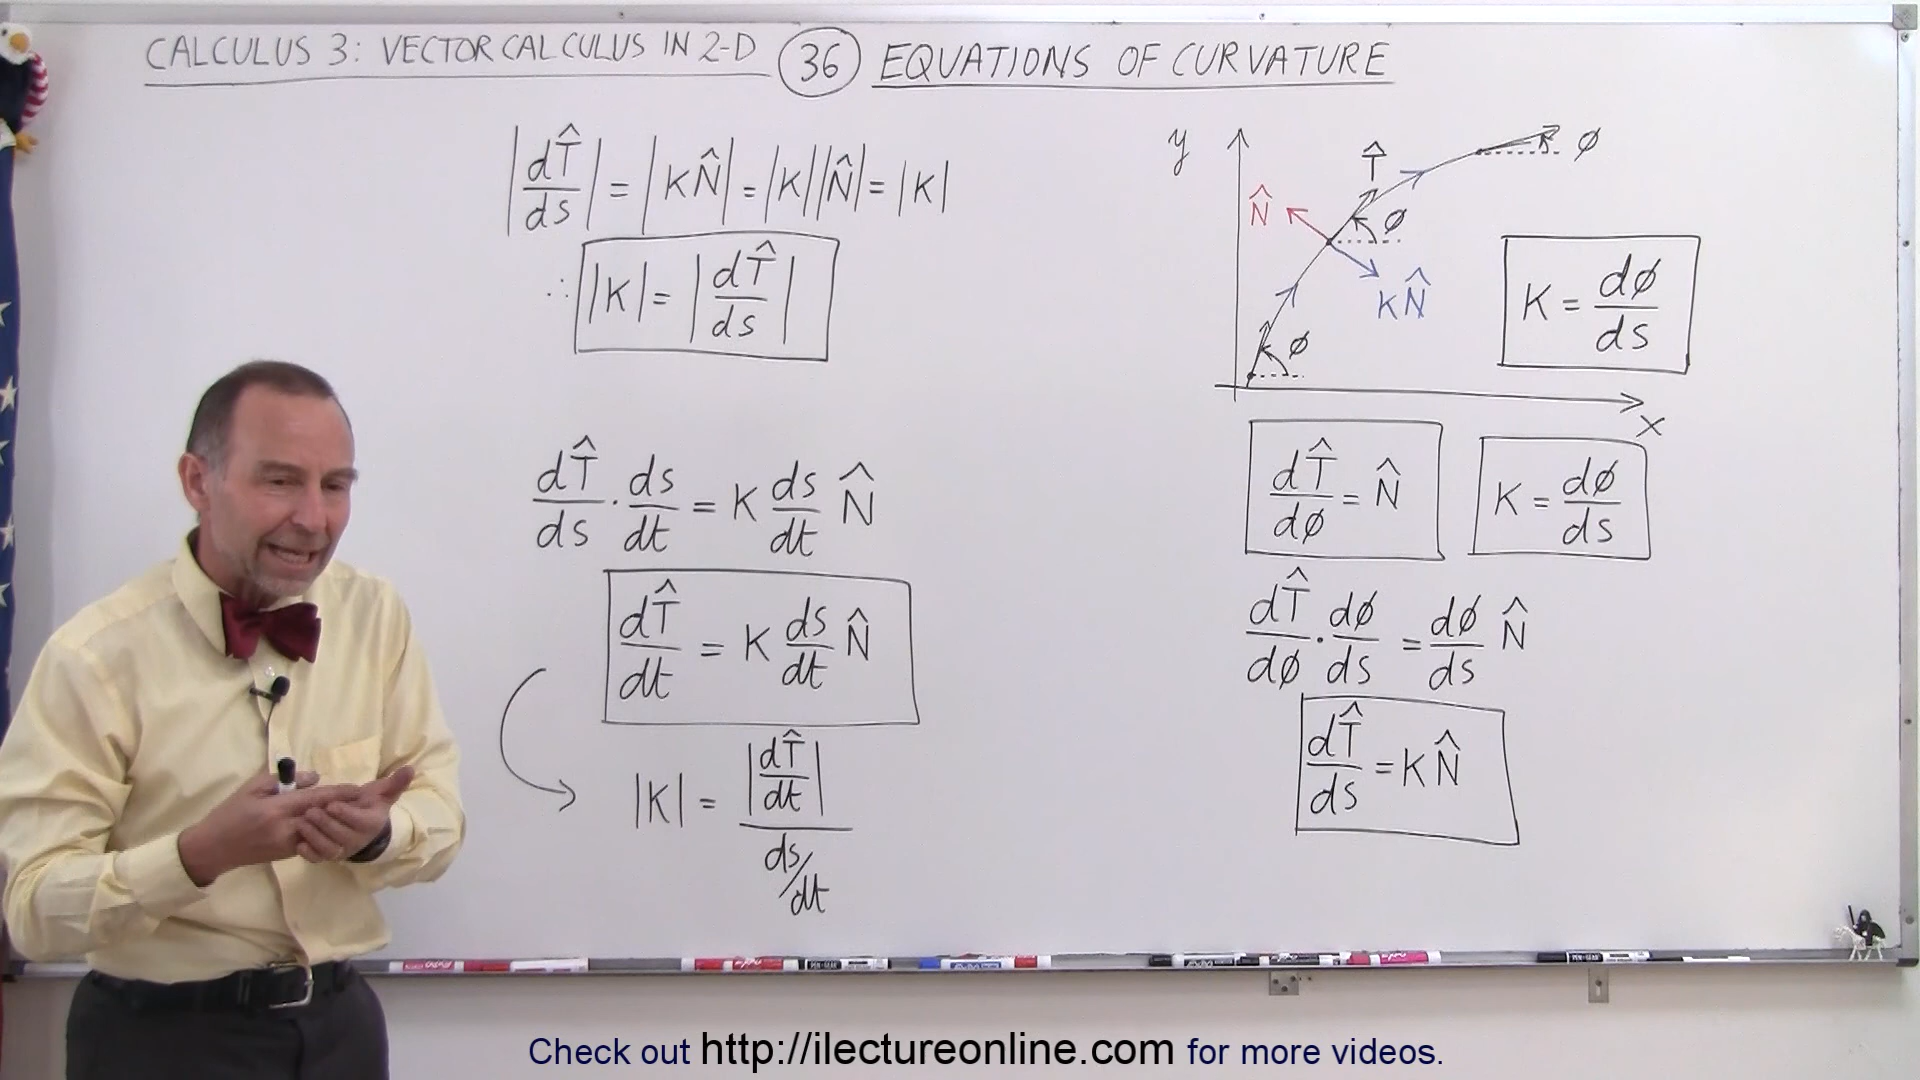 CALCULUS 3: VECTOR CALCULUS IN 2-D 36 EQUATIONS OF CURVATURE
|dT̂/ds| = |KN̂| = |K||N̂| = |K|
∴ |K| = |dT̂/ds|
dT̂/ds · ds/dt = K ds/dt N̂
dT̂/dt = K ds/dt N̂
|K| = |dT̂/dt| / ds/dt
y
T̂
ø
N̂
ø
KN̂
ø
x
K = dø/ds
dT̂/dø = N̂
K = dø/ds
dT̂/dø · dø/ds = dø/ds N̂
dT̂/ds = KN̂
Check out http://ilectureonline.com for more videos.